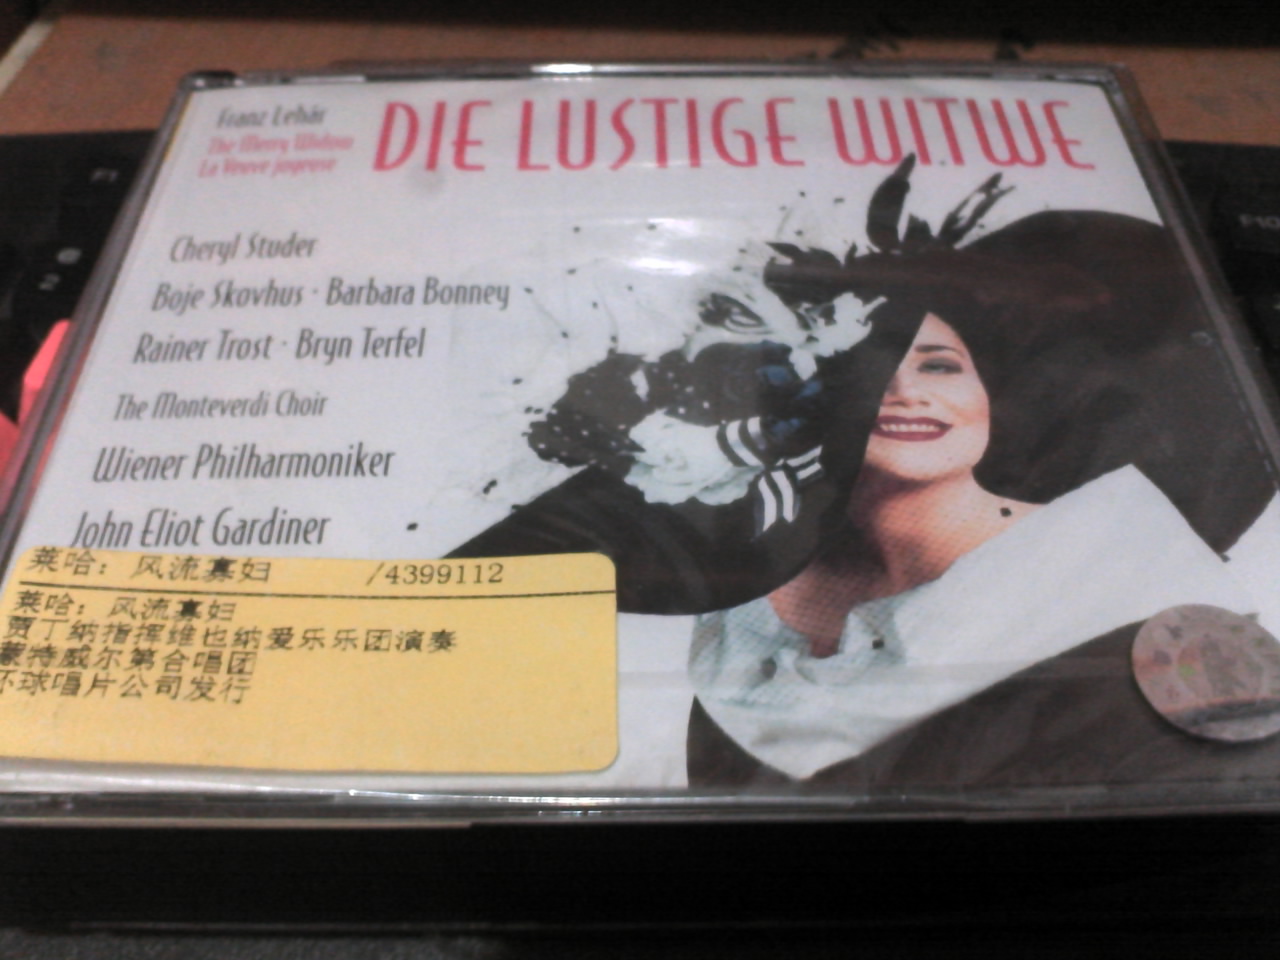 Franz Lehár
The Merry Widow
La Veuve joyeuse
DIE LUSTIGE WITWE
Cheryl Studer
Boje Skovhus · Barbara Bonney
Rainer Trost · Bryn Terfel
The Monteverdi Choir
Wiener Philharmoniker
John Eliot Gardiner
莱哈：风流寡妇 /4399112
莱哈：风流寡妇
贾丁纳指挥维也纳爱乐乐团演奏
蒙特威尔第合唱团
环球唱片公司发行
F1
2
F10